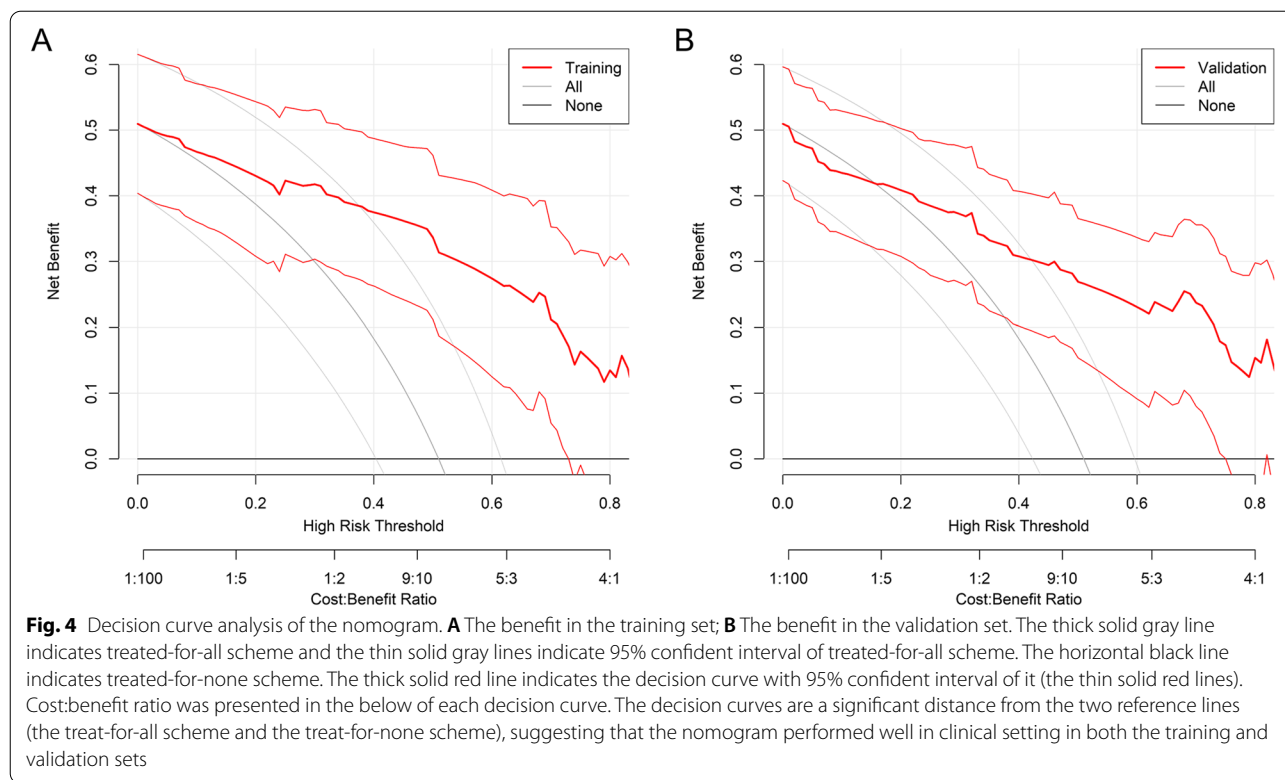 A
Training
All
None
0.6
0.5
0.4
0.3
0.2
0.1
0.0
Net Benefit
0.0 0.2 0.4 0.6 0.8
High Risk Threshold
1:100 1:5 1:2 9:10 5:3 4:1
Cost:Benefit Ratio
B
Validation
All
None
0.6
0.5
0.4
0.3
0.2
0.1
0.0
Net Benefit
0.0 0.2 0.4 0.6 0.8
High Risk Threshold
1:100 1:5 1:2 9:10 5:3 4:1
Cost:Benefit Ratio
Fig. 4 Decision curve analysis of the nomogram. A The benefit in the training set; B The benefit in the validation set. The thick solid gray line
indicates treated-for-all scheme and the thin solid gray lines indicate 95% confident interval of treated-for-all scheme. The horizontal black line
indicates treated-for-none scheme. The thick solid red line indicates the decision curve with 95% confident interval of it (the thin solid red lines).
Cost:benefit ratio was presented in the below of each decision curve. The decision curves are a significant distance from the two reference lines
(the treat-for-all scheme and the treat-for-none scheme), suggesting that the nomogram performed well in clinical setting in both the training and
validation sets